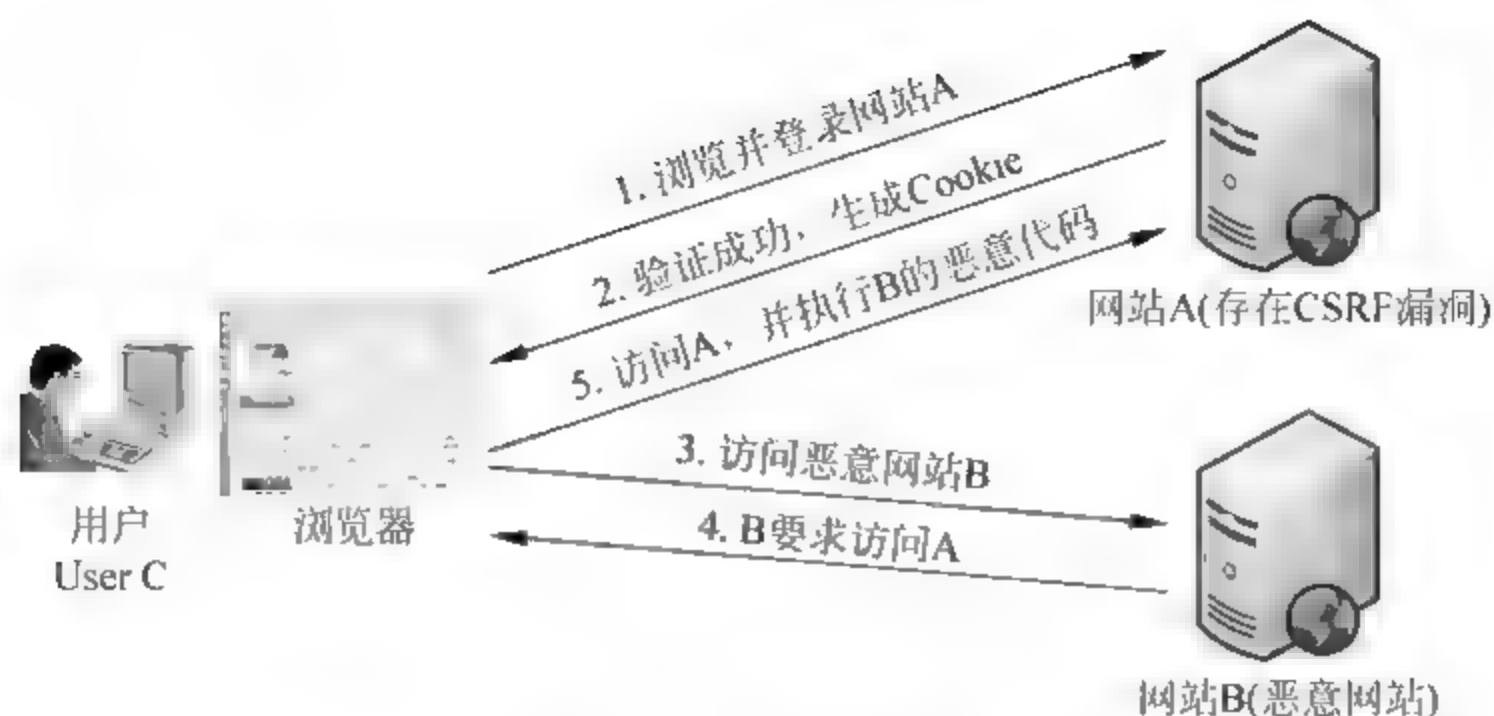 1. 浏览并登录网站A
2. 验证成功，生成Cookie
5. 访问A，并执行B的恶意代码
网站A(存在CSRF漏洞)
3. 访问恶意网站B
4. B要求访问A
用户
User C
浏览器
网站B(恶意网站)